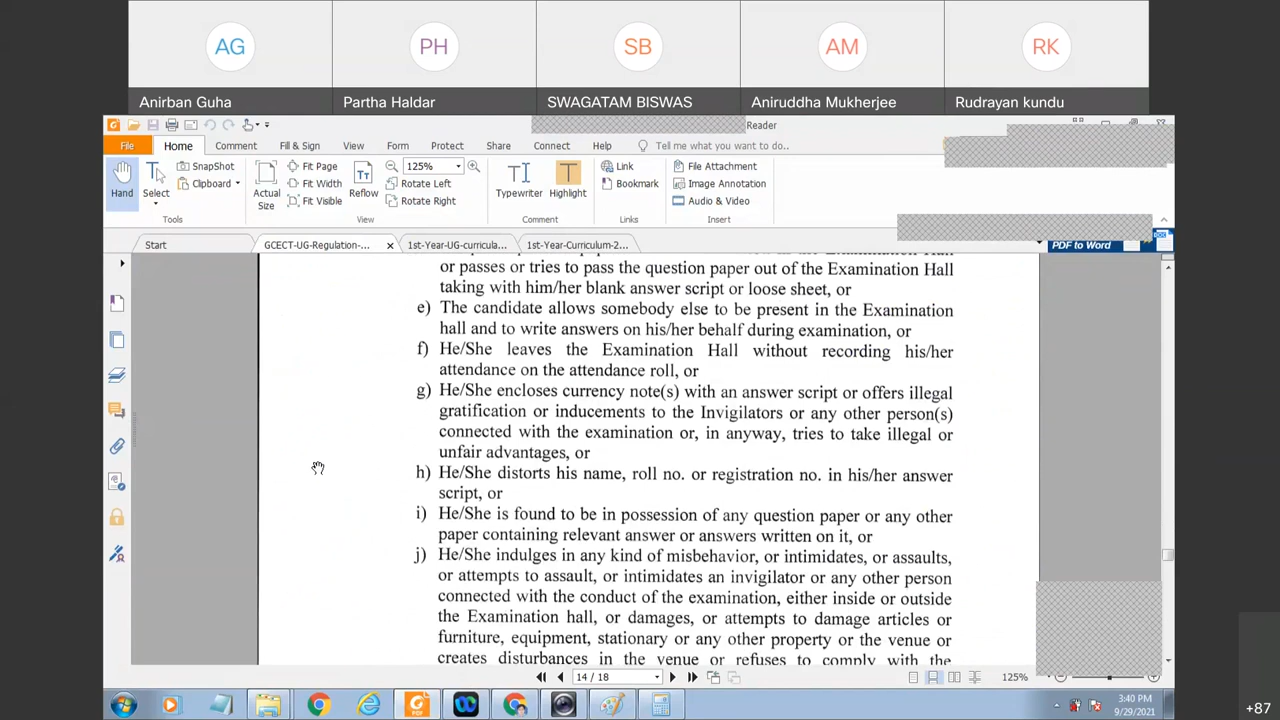 AG
PH
SB
AM
RK
Anirban Guha
Partha Haldar
SWAGATAM BISWAS
Aniruddha Mukherjee
Rudrayan kundu
Reader
File
Home
Comment
Fill & Sign
View
Form
Protect
Share
Connect
Help
Tell me what you want to do..
Hand
Select
SnapShot
Clipboard
Tools
Actual Size
Fit Page
Fit Width
Fit Visible
Reflow
125%
Rotate Left
Rotate Right
View
Typewriter
Highlight
Comment
Link
Bookmark
Links
File Attachment
Image Annotation
Audio & Video
Insert
Start
GCECT-UG-Regulation-...
1st-Year-UG-curricula...
1st-Year-Curriculum-2...
PDF to Word
or passes or tries to pass the question paper out of the Examination Hall
taking with him/her blank answer script or loose sheet, or
e) The candidate allows somebody else to be present in the Examination
hall and to write answers on his/her behalf during examination, or
f) He/She leaves the Examination Hall without recording his/her
attendance on the attendance roll, or
g) He/She encloses currency note(s) with an answer script or offers illegal
gratification or inducements to the Invigilators or any other person(s)
connected with the examination or, in anyway, tries to take illegal or
unfair advantages, or
h) He/She distorts his name, roll no. or registration no. in his/her answer
script, or
i) He/She is found to be in possession of any question paper or any other
paper containing relevant answer or answers written on it, or
j) He/She indulges in any kind of misbehavior, or intimidates, or assaults,
or attempts to assault, or intimidates an invigilator or any other person
connected with the conduct of the examination, either inside or outside
the Examination hall, or damages, or attempts to damage articles or
furniture, equipment, stationary or any other property or the venue or
creates disturbances in the venue or refuses to comply with the
14 / 18
125%
3:40 PM
9/29/2021
+87